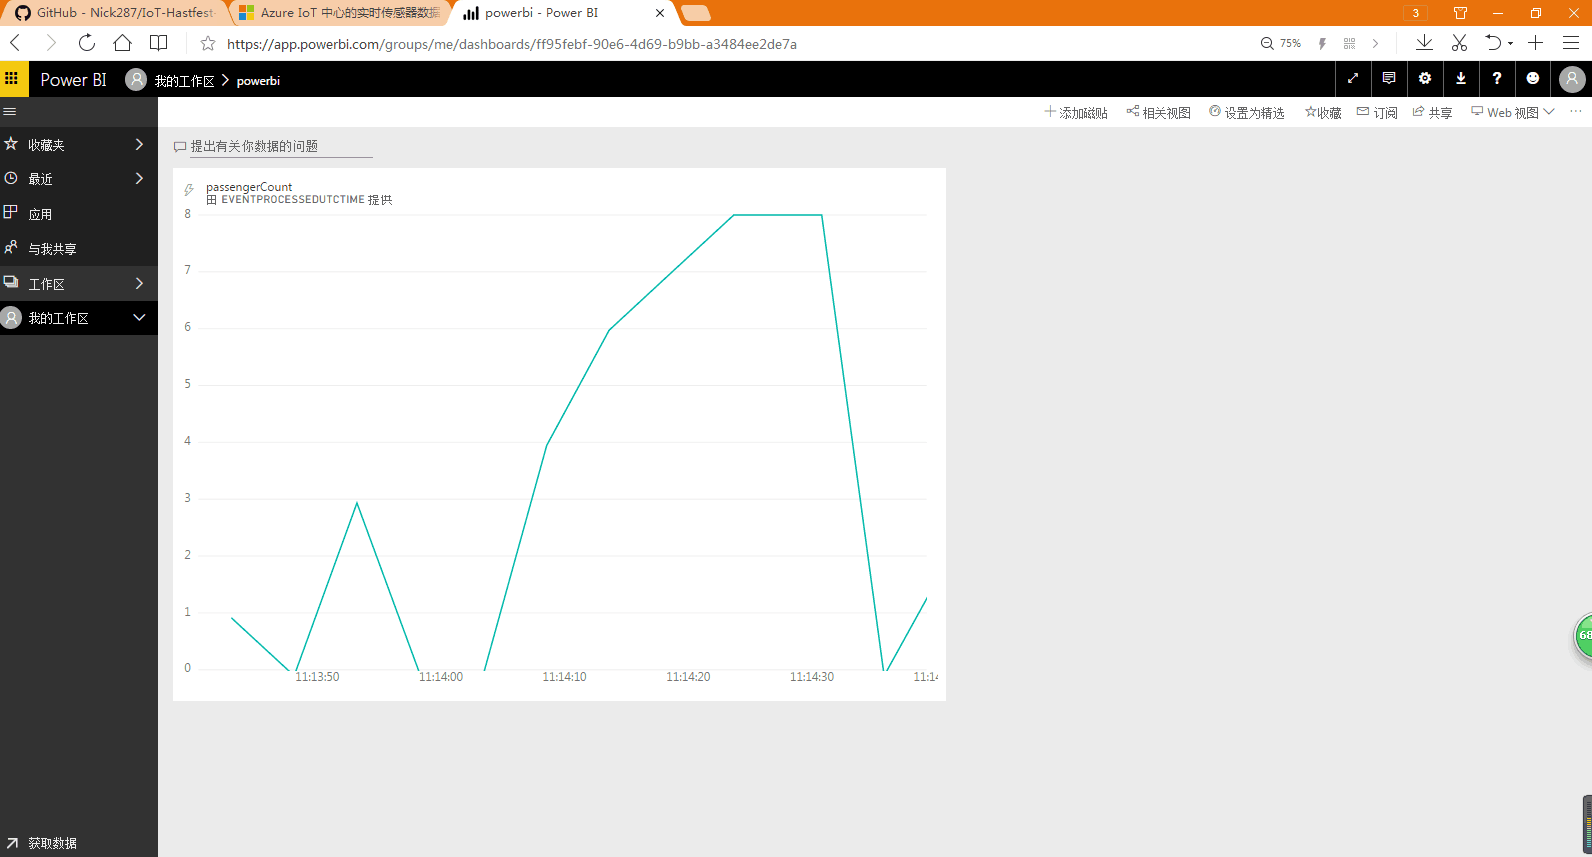 GitHub - Nick287/IoT-Hastfest-
Azure IoT 中心的实时传感器数据
powerbi - Power BI
3
https://app.powerbi.com/groups/me/dashboards/ff95febf-90e6-4d69-b9bb-a3484ee2de7a
75%
Power BI
我的工作区
powerbi
添加磁贴
相关视图
设置为精选
收藏
订阅
共享
Web 视图
收藏夹
最近
应用
与我共享
工作区
我的工作区
获取数据
提出有关你数据的问题
passengerCount
由 EVENTPROCESSEDUTCTIME 提供
8
7
6
5
4
3
2
1
0
11:13:50
11:14:00
11:14:10
11:14:20
11:14:30
11:14
68